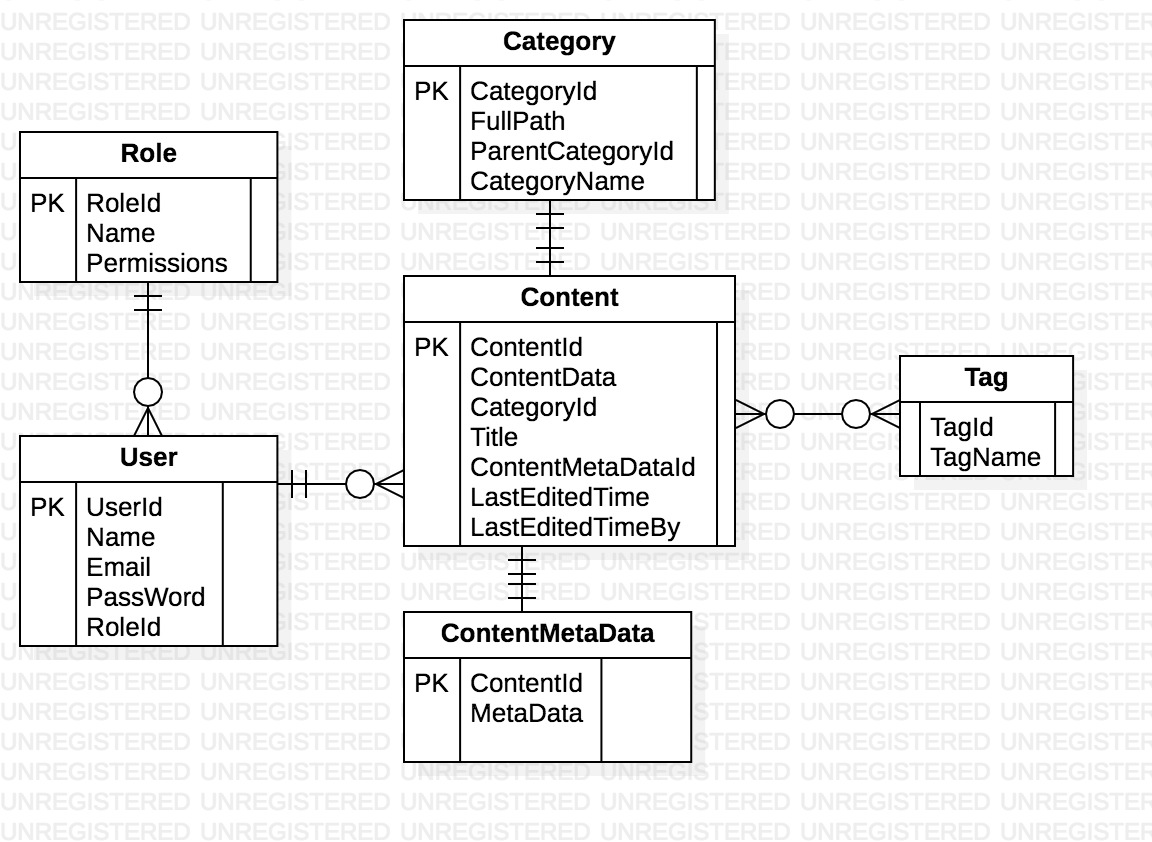 Category
PK CategoryId
FullPath
ParentCategoryId
CategoryName
Role
PK RoleId
Name
Permissions
Content
PK ContentId
ContentData
CategoryId
Title
ContentMetaDataId
LastEditedTime
LastEditedTimeBy
Tag
TagId
TagName
User
PK UserId
Name
Email
PassWord
RoleId
ContentMetaData
PK ContentId
MetaData
UNREGISTERED UNREGISTERED UNREGISTERED UNREGISTERED UNREGISTERED